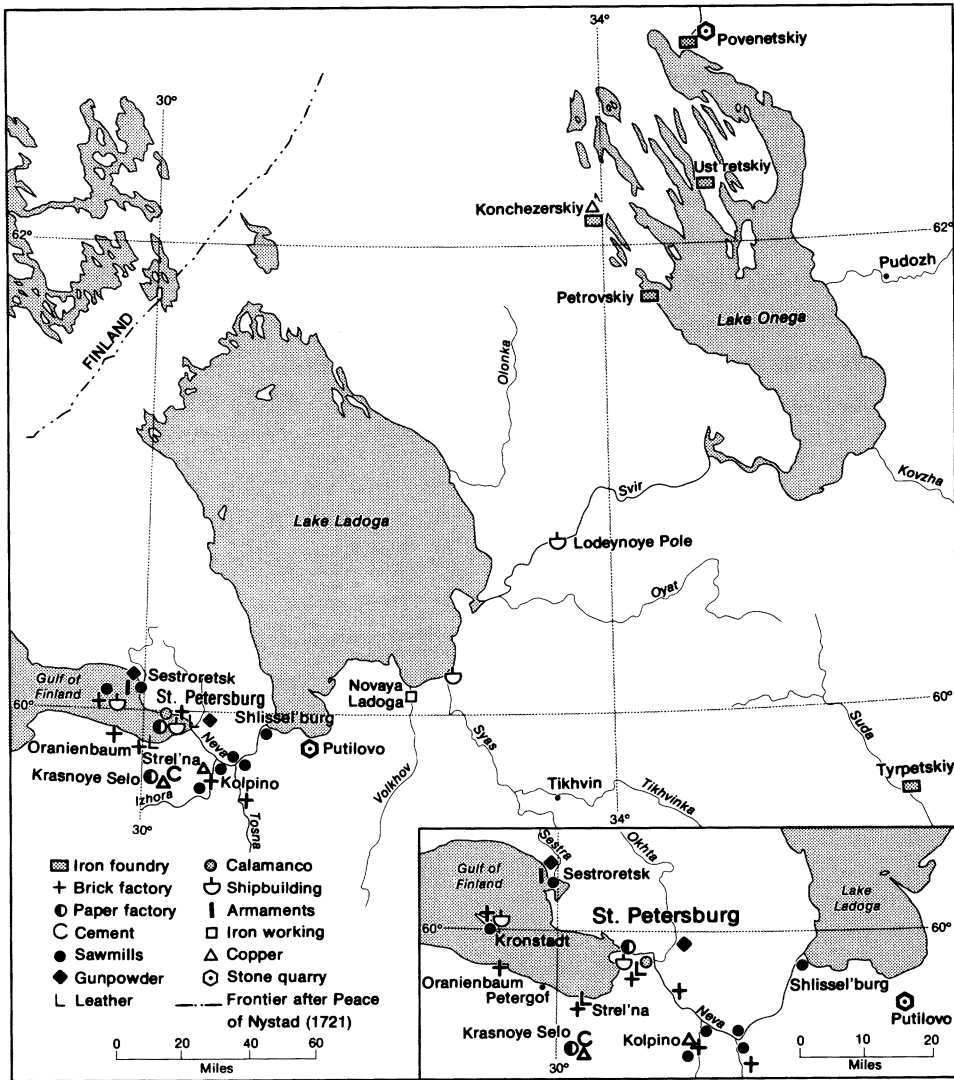 34°
Povenetskiy
30°
Ust'retskiy
Konchezerskiy
62°
62°
Pudozh
Petrovskiy
Lake Onega
FINLAND
Olonka
Kovzha
Svir
Lake Ladoga
Lodeynoye Pole
Oyat
Gulf of
Finland
Sestroretsk
St. Petersburg
Novaya
Ladoga
60°
60°
Shlissel'burg
Neva
Oranienbaum
Putilovo
Strel'na
Krasnoye Selo
Kolpino
Izhora
Tosna
Volkhov
Syas
Suda
Tyrpetskiy
Tikhvin
Tikhvinka
30°
34°
Iron foundry
Brick factory
Paper factory
Cement
Sawmills
Gunpowder
Leather
Calamanco
Shipbuilding
Armaments
Iron working
Copper
Stone quarry
Frontier after Peace
of Nystad (1721)
0 20 40 60
Miles
Sestra
Okhta
Gulf of
Finland
Sestroretsk
Lake
Ladoga
St. Petersburg
60°
60°
Kronstadt
Oranienbaum
Petergof
Shlissel'burg
Strel'na
Putilovo
Neva
Krasnoye Selo
Kolpino
30°
0 10 20
Miles